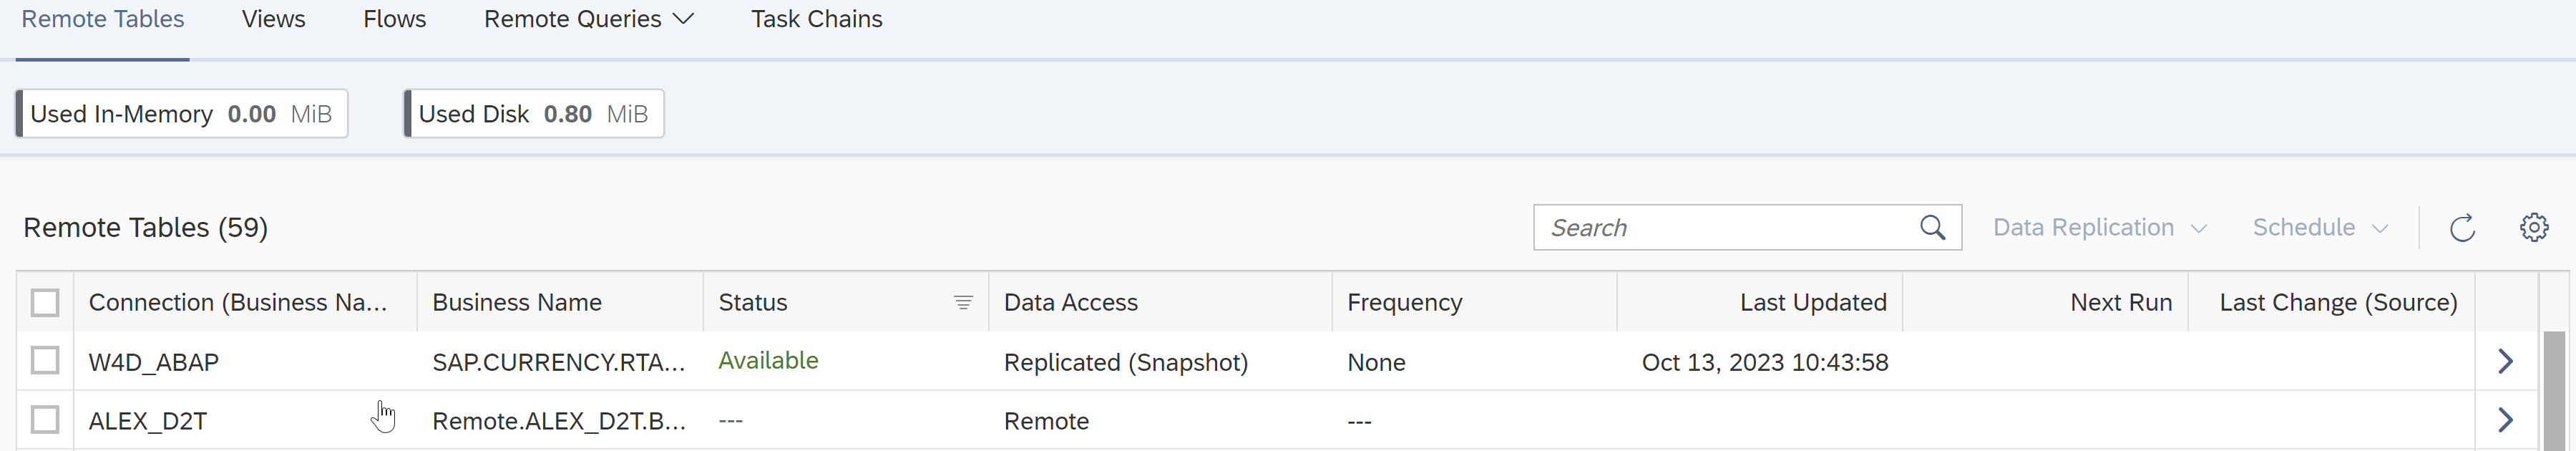 Remote Tables Views Flows Remote Queries Task Chains
Used In-Memory 0.00 MiB Used Disk 0.80 MiB
Remote Tables (59) Search Data Replication Schedule
Connection (Business Na... Business Name Status Data Access Frequency Last Updated Next Run Last Change (Source)
W4D_ABAP SAP.CURRENCY.RTA... Available Replicated (Snapshot) None Oct 13, 2023 10:43:58
ALEX_D2T Remote.ALEX_D2T.B... --- Remote ---